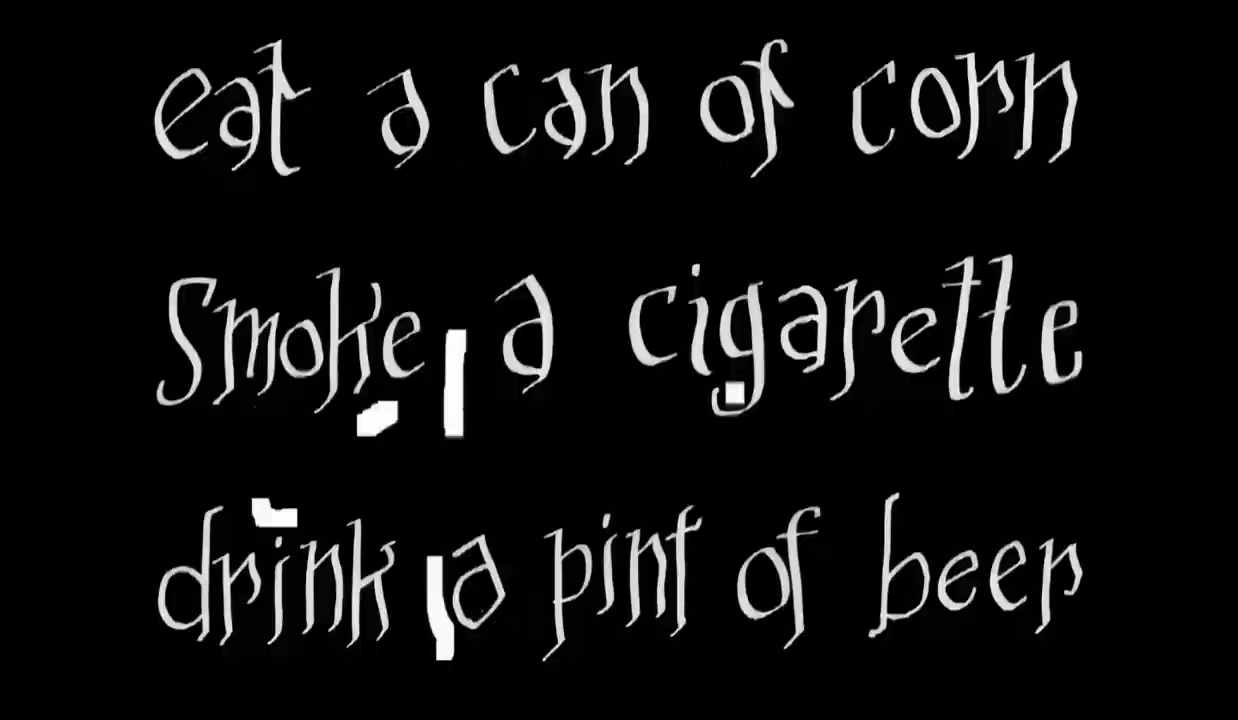 eat a can of corn
Smoke a cigarette
drink a pint of beer